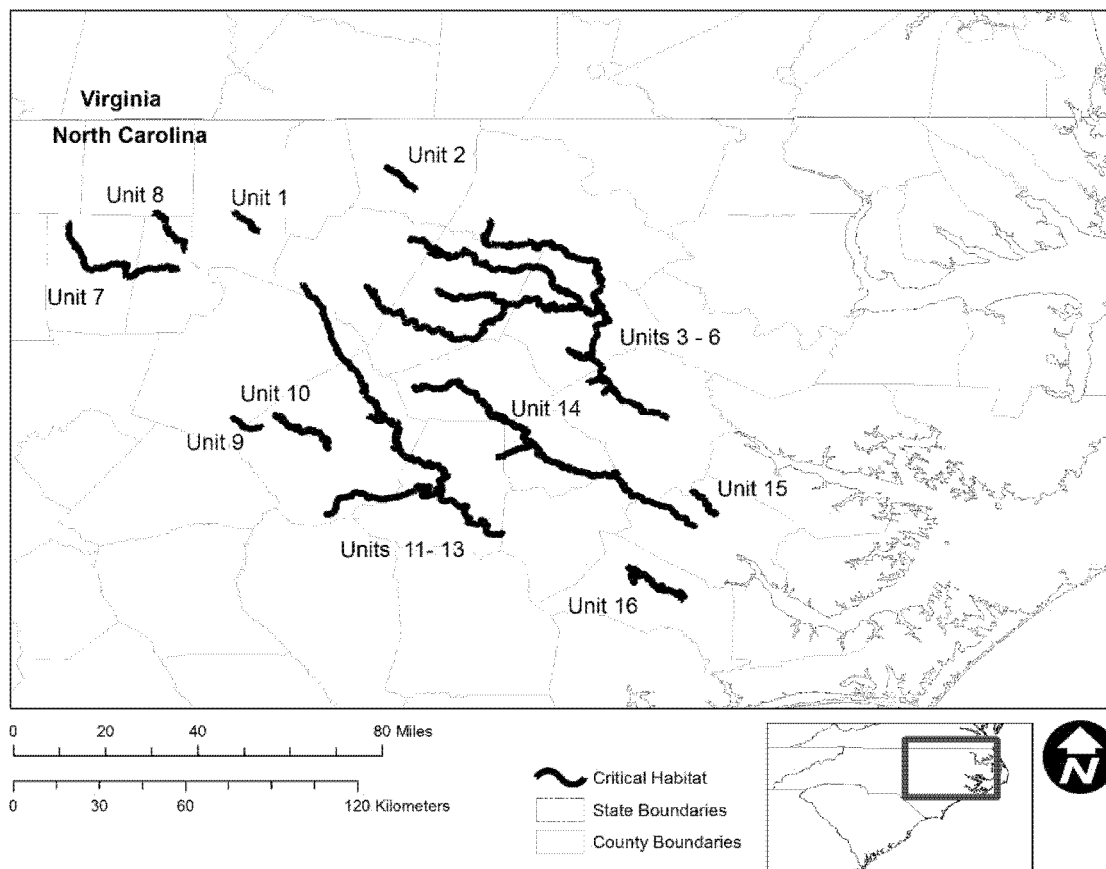 Virginia
North Carolina
Unit 2
Unit 8
Unit 1
Unit 7
Units 3 - 6
Unit 10
Unit 14
Unit 9
Unit 15
Units 11- 13
Unit 16
0 20 40 80 Miles
0 30 60 120 Kilometers
Critical Habitat
State Boundaries
County Boundaries
N